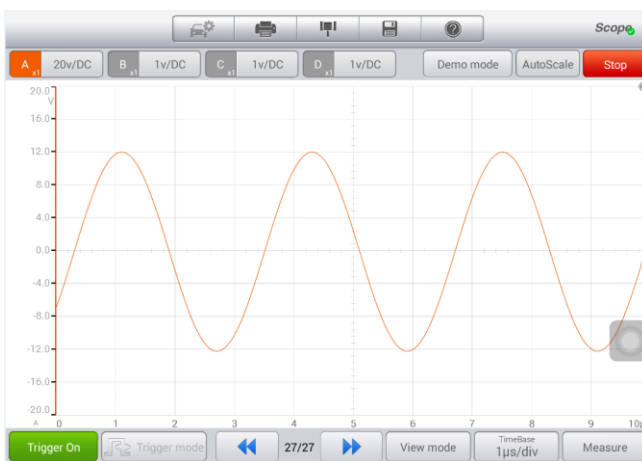 Scope
A x1 20v/DC B x1 1v/DC C x1 1v/DC D x1 1v/DC Demo mode AutoScale Stop
20.0
V
16.0
12.0
8.0
4.0
0.0
-4.0
-8.0
-12.0
-16.0
-20.0
A 0 1 2 3 4 5 6 7 8 9 10µ
Trigger On Trigger mode 27/27 View mode TimeBase 1µs/div Measure